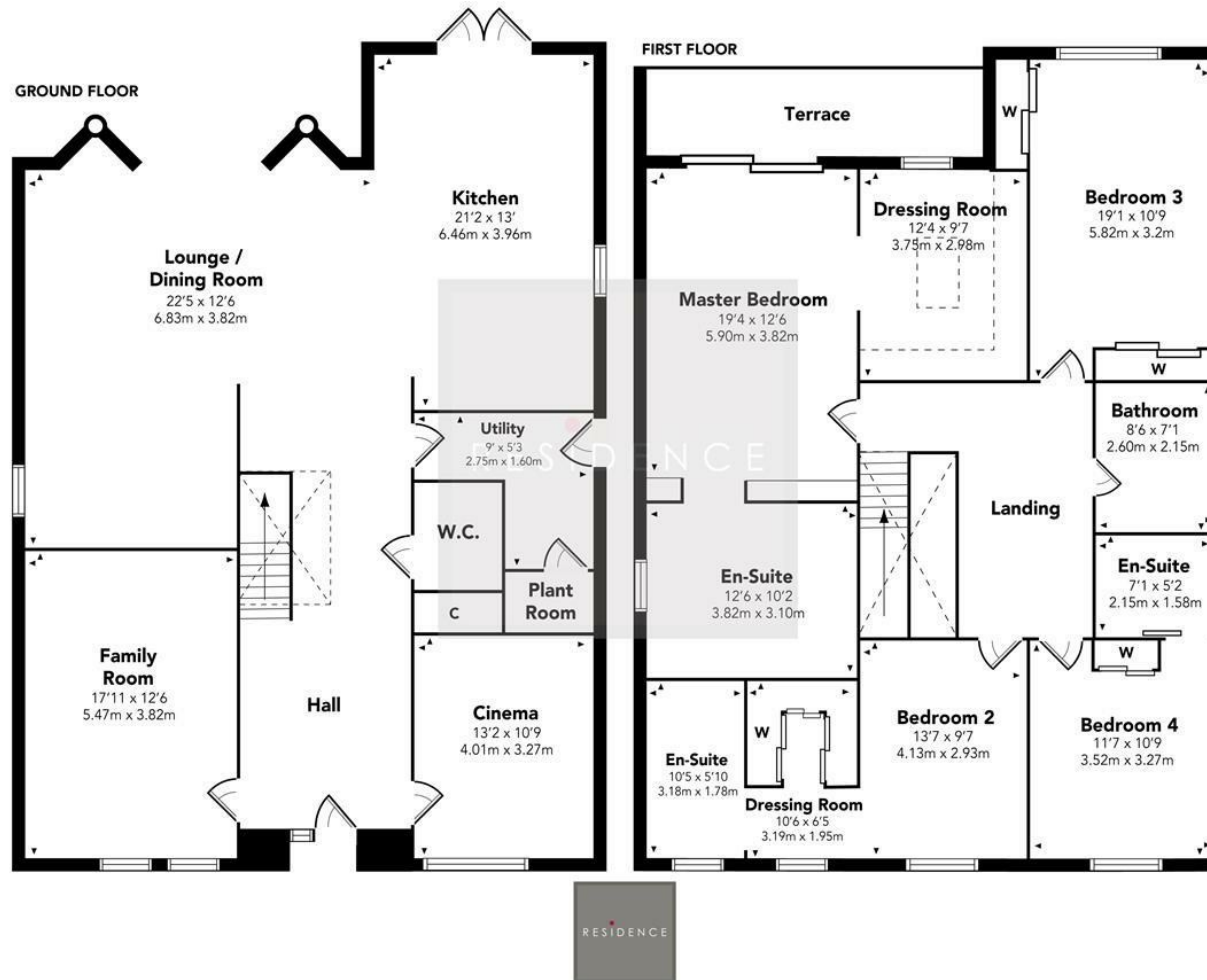 GROUND FLOOR
Lounge /
Dining Room
22'5 x 12'6
6.83m x 3.82m
Kitchen
21'2 x 13'
6.46m x 3.96m
Utility
9' x 5'3
2.75m x 1.60m
W.C.
C
Plant
Room
Family
Room
17'11 x 12'6
5.47m x 3.82m
Hall
Cinema
13'2 x 10'9
4.01m x 3.27m
FIRST FLOOR
Terrace
W
Bedroom 3
19'1 x 10'9
5.82m x 3.2m
Dressing Room
12'4 x 9'7
3.75m x 2.98m
Master Bedroom
19'4 x 12'6
5.90m x 3.82m
W
Bathroom
8'6 x 7'1
2.60m x 2.15m
Landing
En-Suite
12'6 x 10'2
3.82m x 3.10m
En-Suite
7'1 x 5'2
2.15m x 1.58m
W
En-Suite
10'5 x 5'10
3.18m x 1.78m
W
Dressing Room
10'6 x 6'5
3.19m x 1.95m
Bedroom 2
13'7 x 9'7
4.13m x 2.93m
Bedroom 4
11'7 x 10'9
3.52m x 3.27m
RESIDENCE
RESIDENCE